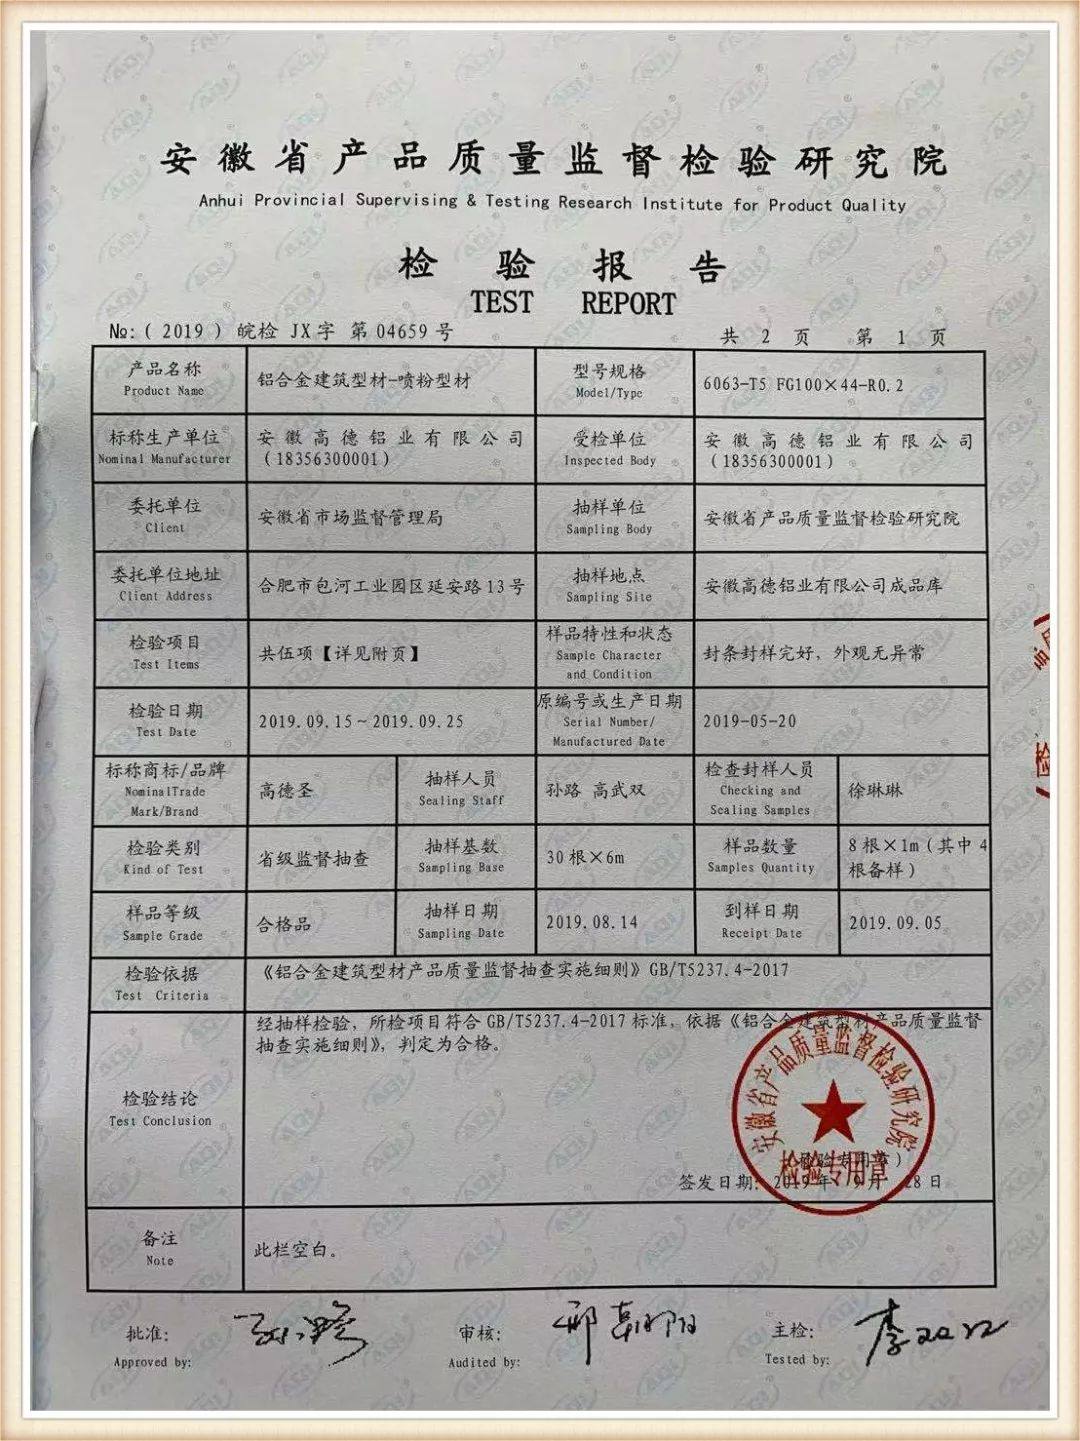 安徽省产品质量监督检验研究院
Anhui Provincial Supervising & Testing Research Institute for Product Quality
检验报告
TEST REPORT
№:(2019)皖检 JX字 第04659号
共 2 页 第 1 页
产品名称
Product Name
铝合金建筑型材-喷粉型材
型号规格
Model/Type
6063-T5 FG100×44-R0.2
标称生产单位
Nominal Manufacturer
安徽高德铝业有限公司
(18356300001)
受检单位
Inspected Body
安徽高德铝业有限公司
(18356300001)
委托单位
Client
安徽省市场监督管理局
抽样单位
Sampling Body
安徽省产品质量监督检验研究院
委托单位地址
Client Address
合肥市包河工业园区延安路13号
抽样地点
Sampling Site
安徽高德铝业有限公司成品库
检验项目
Test Items
共伍项【详见附页】
样品特性和状态
Sample Character
and Condition
封条封样完好，外观无异常
检验日期
Test Date
2019.09.15～2019.09.25
原编号或生产日期
Serial Number/
Manufactured Date
2019-05-20
标称商标/品牌
NominalTrade
Mark/Brand
高德圣
抽样人员
Sealing Staff
孙路 高武双
检查封样人员
Checking and
Scaling Samples
徐琳琳
检验类别
Kind of Test
省级监督抽查
抽样基数
Sampling Base
30根×6m
样品数量
Samples Quantity
8根×1m(其中4
根备样)
样品等级
Sample Grade
合格品
抽样日期
Sampling Date
2019.08.14
到样日期
Receipt Date
2019.09.05
检验依据
Test Criteria
《铝合金建筑型材产品质量监督抽查实施细则》GB/T5237.4-2017
检验结论
Test Conclusion
经抽样检验，所检项目符合GB/T5237.4-2017标准，依据《铝合金建筑型材产品质量监督
抽查实施细则》，判定为合格。
安徽省产品质量监督检验研究院
检验专用章
(检验专用章)
签发日期：2019年 9月 28日
备注
Note
此栏空白。
批准：
Approved by:
审核：
Audited by:
邢朝阳
主检：
Tested by: